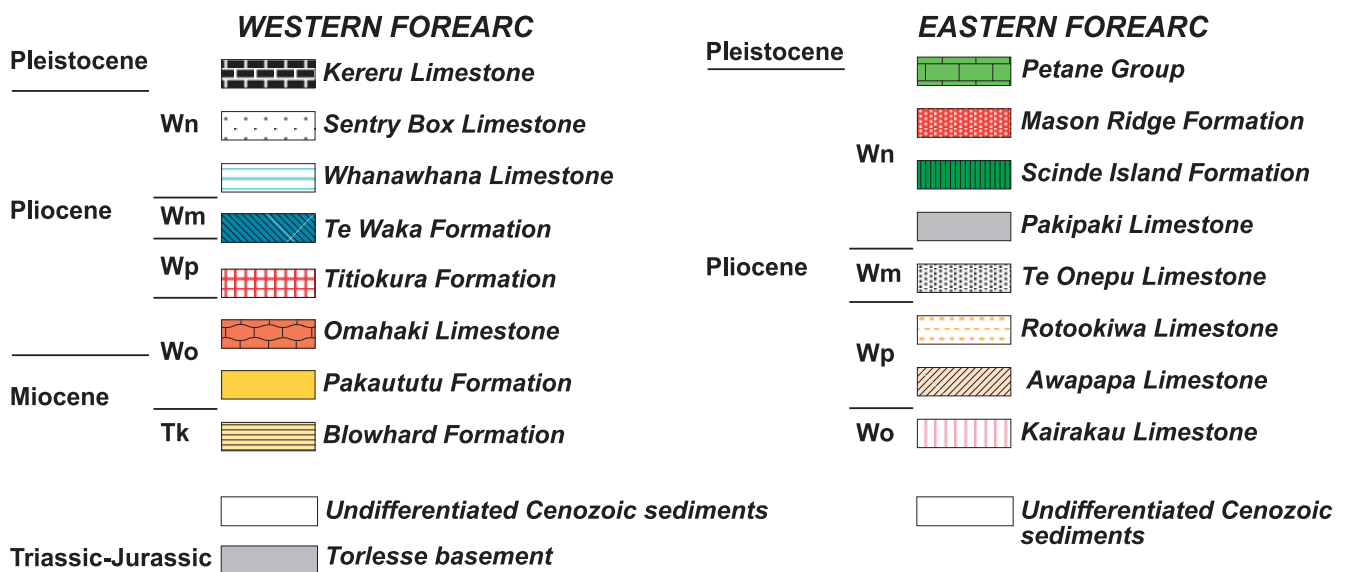 WESTERN FOREARC
Pleistocene
Kereru Limestone
Wn
Sentry Box Limestone
Whanawhana Limestone
Pliocene
Wm
Te Waka Formation
Wp
Titiokura Formation
Omahaki Limestone
Wo
Miocene
Pakaututu Formation
Tk
Blowhard Formation
Undifferentiated Cenozoic sediments
Triassic-Jurassic
Torlesse basement
EASTERN FOREARC
Pleistocene
Petane Group
Mason Ridge Formation
Wn
Scinde Island Formation
Pakipaki Limestone
Pliocene
Wm
Te Onepu Limestone
Rotookiwa Limestone
Wp
Awapapa Limestone
Wo
Kairakau Limestone
Undifferentiated Cenozoic
sediments